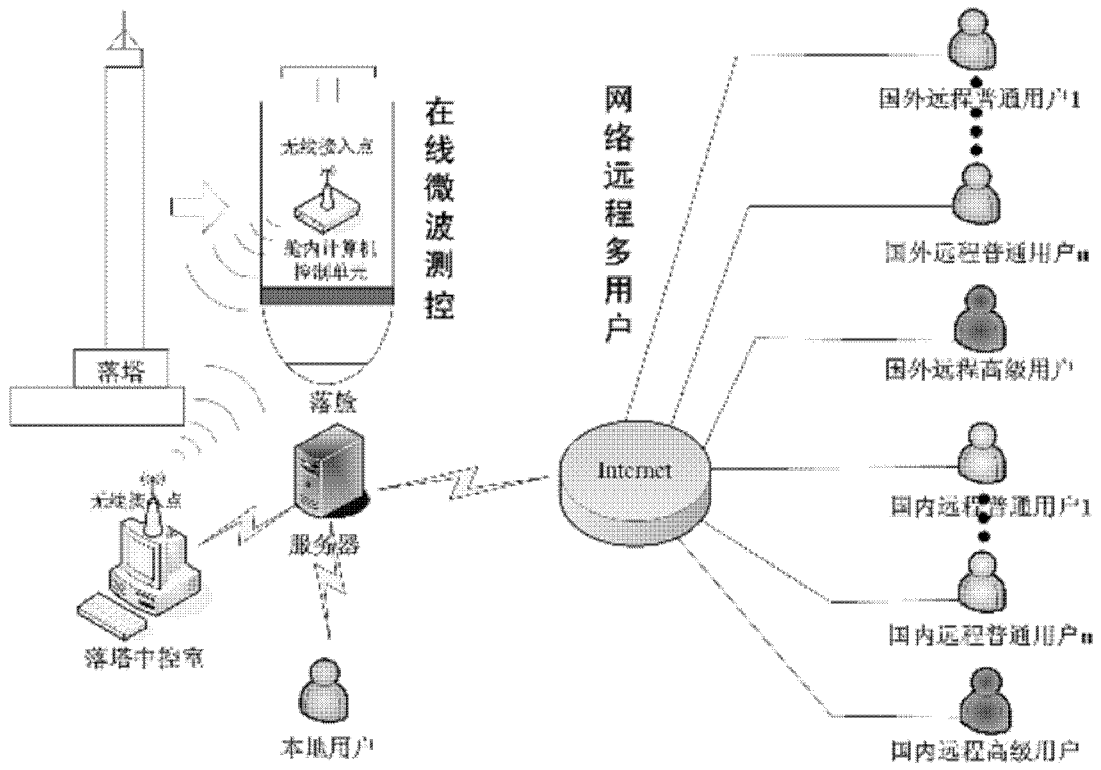 在线微波测控
网络远程多用户
无线接入点
舱内计算机
控制单元
落塔
落舱
无线接入点
服务器
落塔中控室
本地用户
Internet
国外远程普通用户1
国外远程普通用户n
国外远程高级用户
国内远程普通用户1
国内远程普通用户n
国内远程高级用户